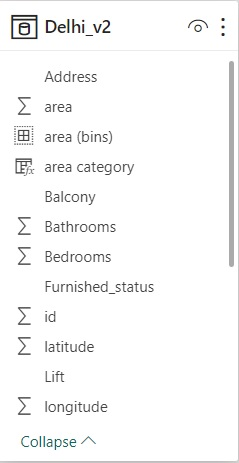 Delhi_v2
Address
area
area (bins)
area category
Balcony
Bathrooms
Bedrooms
Furnished_status
id
latitude
Lift
longitude
Collapse